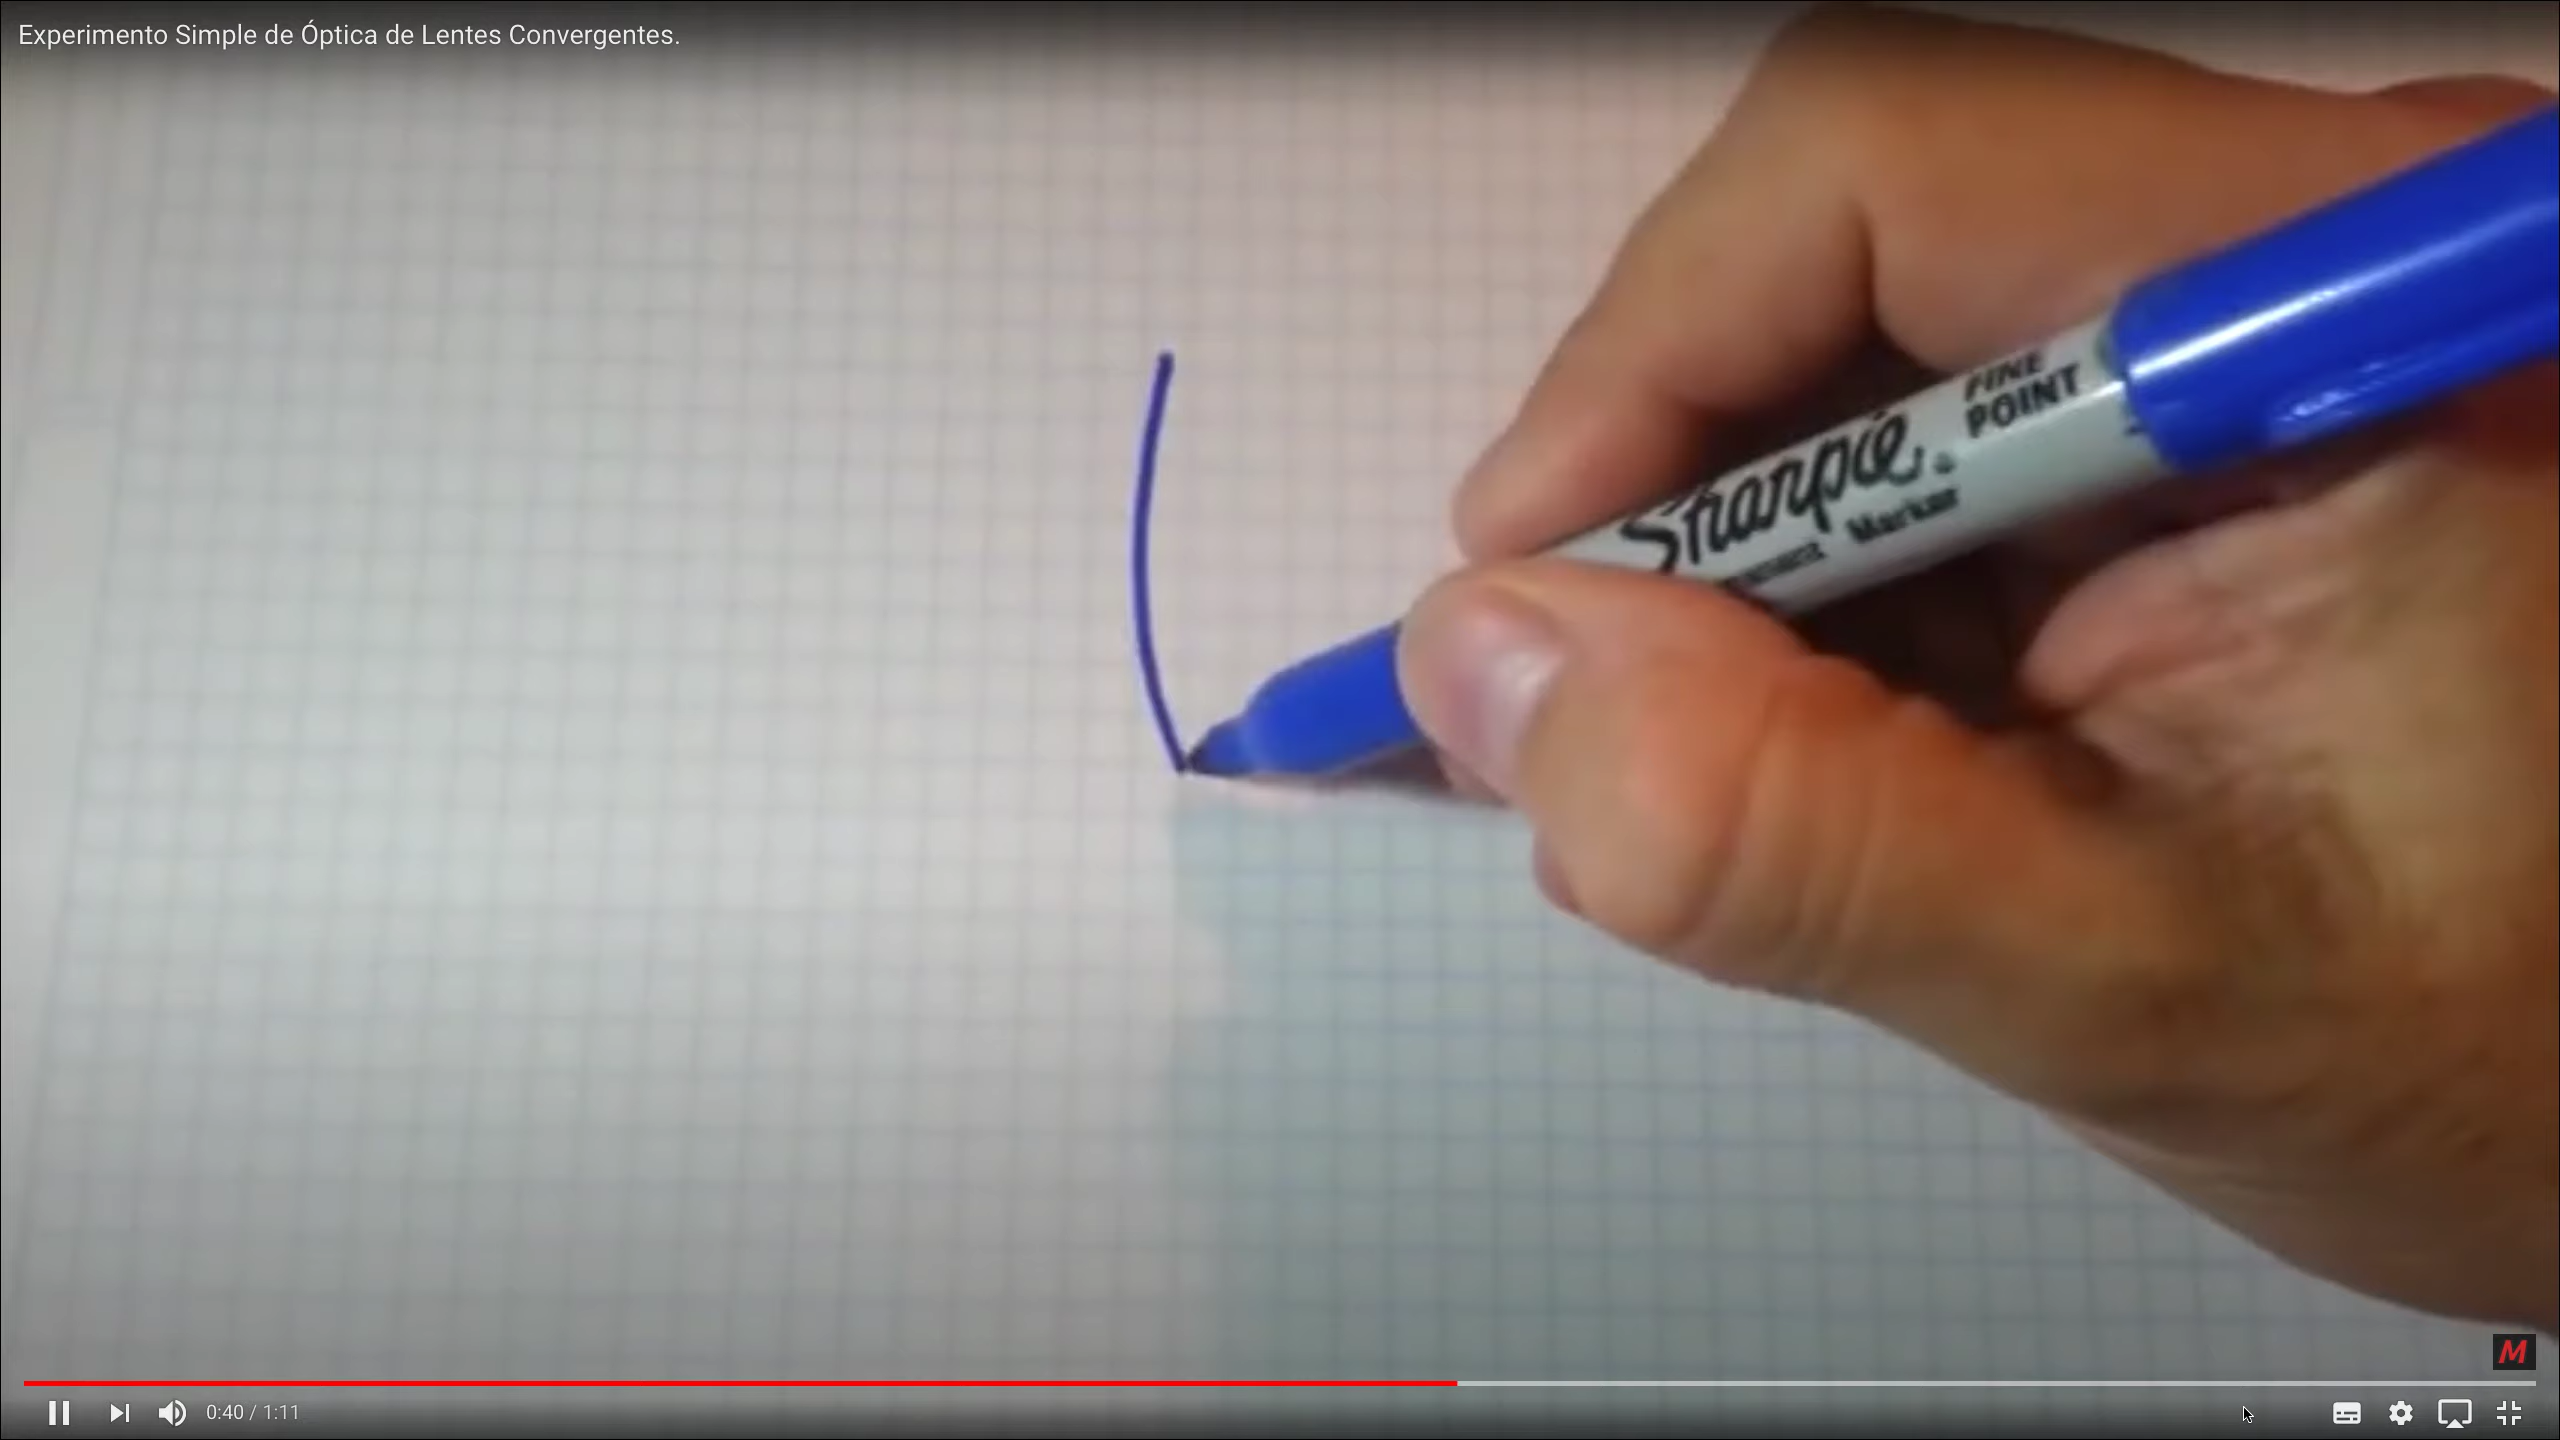 Experimento Simple de Óptica de Lentes Convergentes.
FINE
POINT
Sharpie
Marker
M
0:40 / 1:11